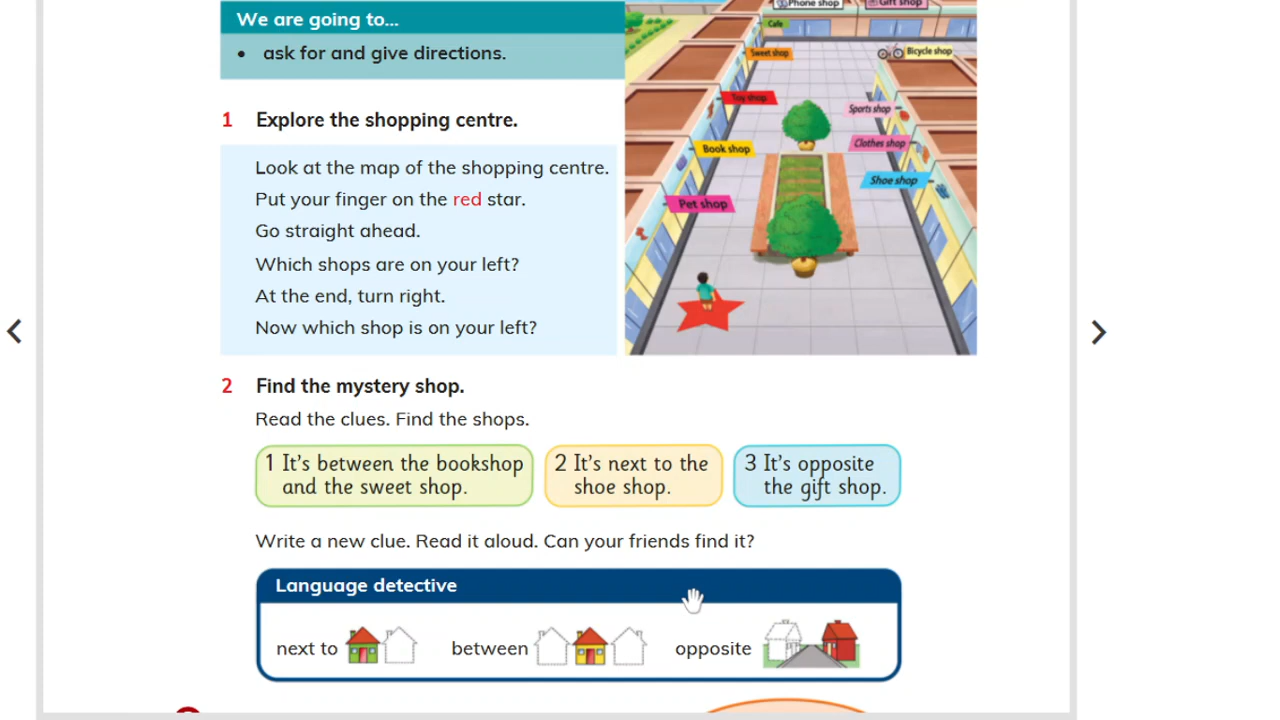 We are going to...
• ask for and give directions.
1 Explore the shopping centre.
Look at the map of the shopping centre.
Put your finger on the red star.
Go straight ahead.
Which shops are on your left?
At the end, turn right.
Now which shop is on your left?
Phone shop
Gift shop
Cafe
Sweet shop
Bicycle shop
Toy shop
Sports shop
Book shop
Clothes shop
Shoe shop
Pet shop
2 Find the mystery shop.
Read the clues. Find the shops.
1 It's between the bookshop
and the sweet shop.
2 It's next to the
shoe shop.
3 It's opposite
the gift shop.
Write a new clue. Read it aloud. Can your friends find it?
Language detective
next to
between
opposite